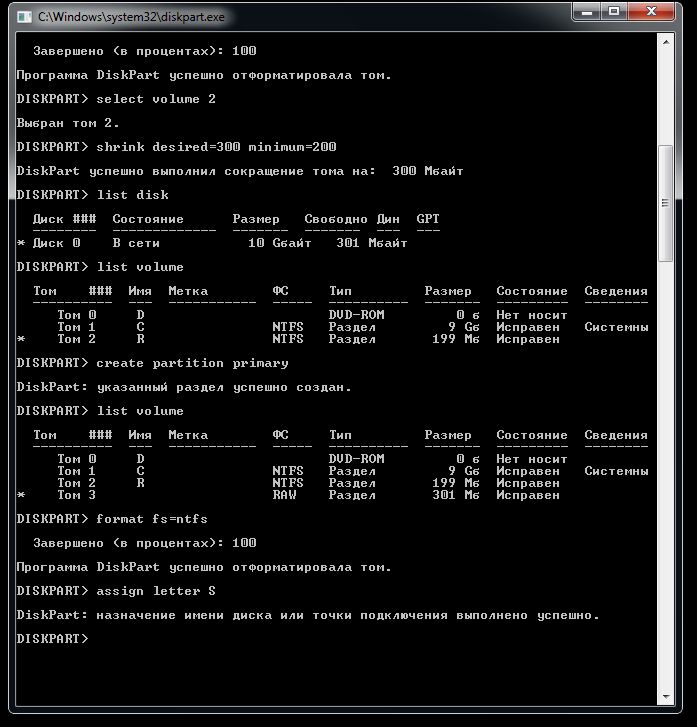 C:\Windows\system32\diskpart.exe
Завершено (в процентах): 100
Программа DiskPart успешно отформатировала том.
DISKPART> select volume 2
Выбран том 2.
DISKPART> shrink desired=300 minimum=200
DiskPart успешно выполнил сокращение тома на:  300 Мбайт
DISKPART> list disk
Диск ###  Состояние      Размер   Свободно  Дин  GPT
--------  -------------  -------  -------  ---  ---
* Диск 0    В сети           10 Gбайт   301 Mбайт
DISKPART> list volume
Том    ###  Имя  Метка        ФС     Тип         Размер   Состояние  Сведения
----------  ---  -----------  -----  ----------  -------  ---------  --------
Том 0     D                       DVD-ROM         0 б  Нет носит
Том 1     C                NTFS   Раздел          9 Gб  Исправен   Системны
* Том 2     R                NTFS   Раздел        199 Mб  Исправен
DISKPART> create partition primary
DiskPart: указанный раздел успешно создан.
DISKPART> list volume
Том    ###  Имя  Метка        ФС     Тип         Размер   Состояние  Сведения
----------  ---  -----------  -----  ----------  -------  ---------  --------
Том 0     D                       DVD-ROM         0 б  Нет носит
Том 1     C                NTFS   Раздел          9 Gб  Исправен   Системны
Том 2     R                NTFS   Раздел        199 Mб  Исправен
* Том 3                      RAW    Раздел        301 Mб  Исправен
DISKPART> format fs=ntfs
Завершено (в процентах): 100
Программа DiskPart успешно отформатировала том.
DISKPART> assign letter S
DiskPart: назначение имени диска или точки подключения выполнено успешно.
DISKPART>